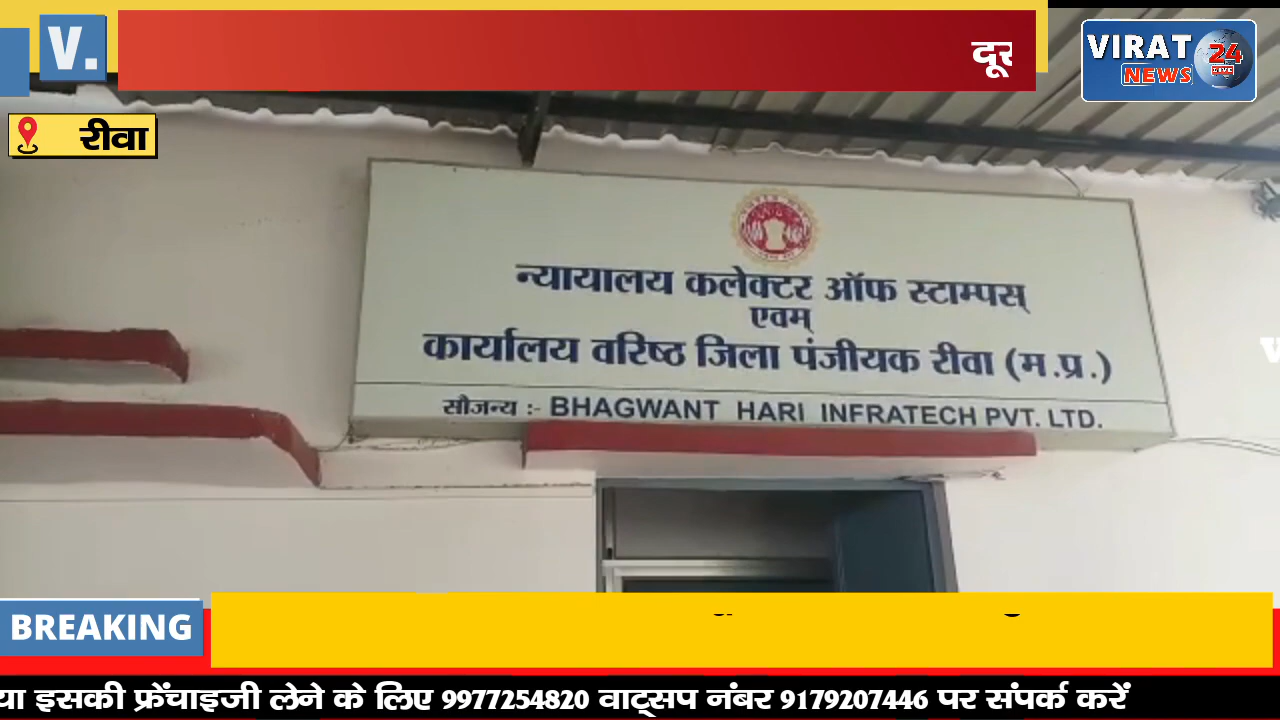 V.
दूर
VIRAT
24
NEWS
LIVE
रीवा
न्यायालय कलेक्टर ऑफ स्टाम्पस्
एवम्
कार्यालय वरिष्ठ जिला पंजीयक रीवा (म.प्र.)
सौजन्य :- BHAGWANT HARI INFRATECH PVT. LTD.
BREAKING
या इसकी फ्रेंचाइजी लेने के लिए 9977254820 वाट्सप नंबर 9179207446 पर संपर्क करें